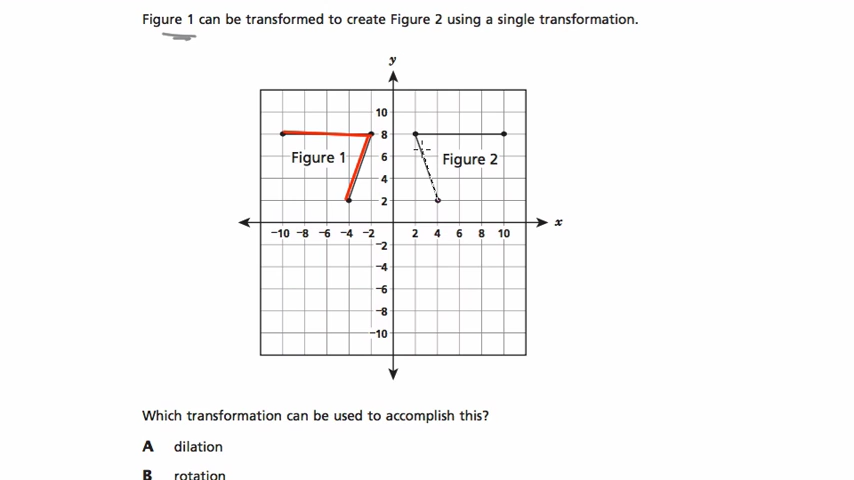 Figure 1 can be transformed to create Figure 2 using a single transformation.
y
10
8
Figure 1
6
Figure 2
4
2
x
−10 −8 −6 −4 −2
2 4 6 8 10
−2
−4
−6
−8
−10
Which transformation can be used to accomplish this?
A dilation
B rotation